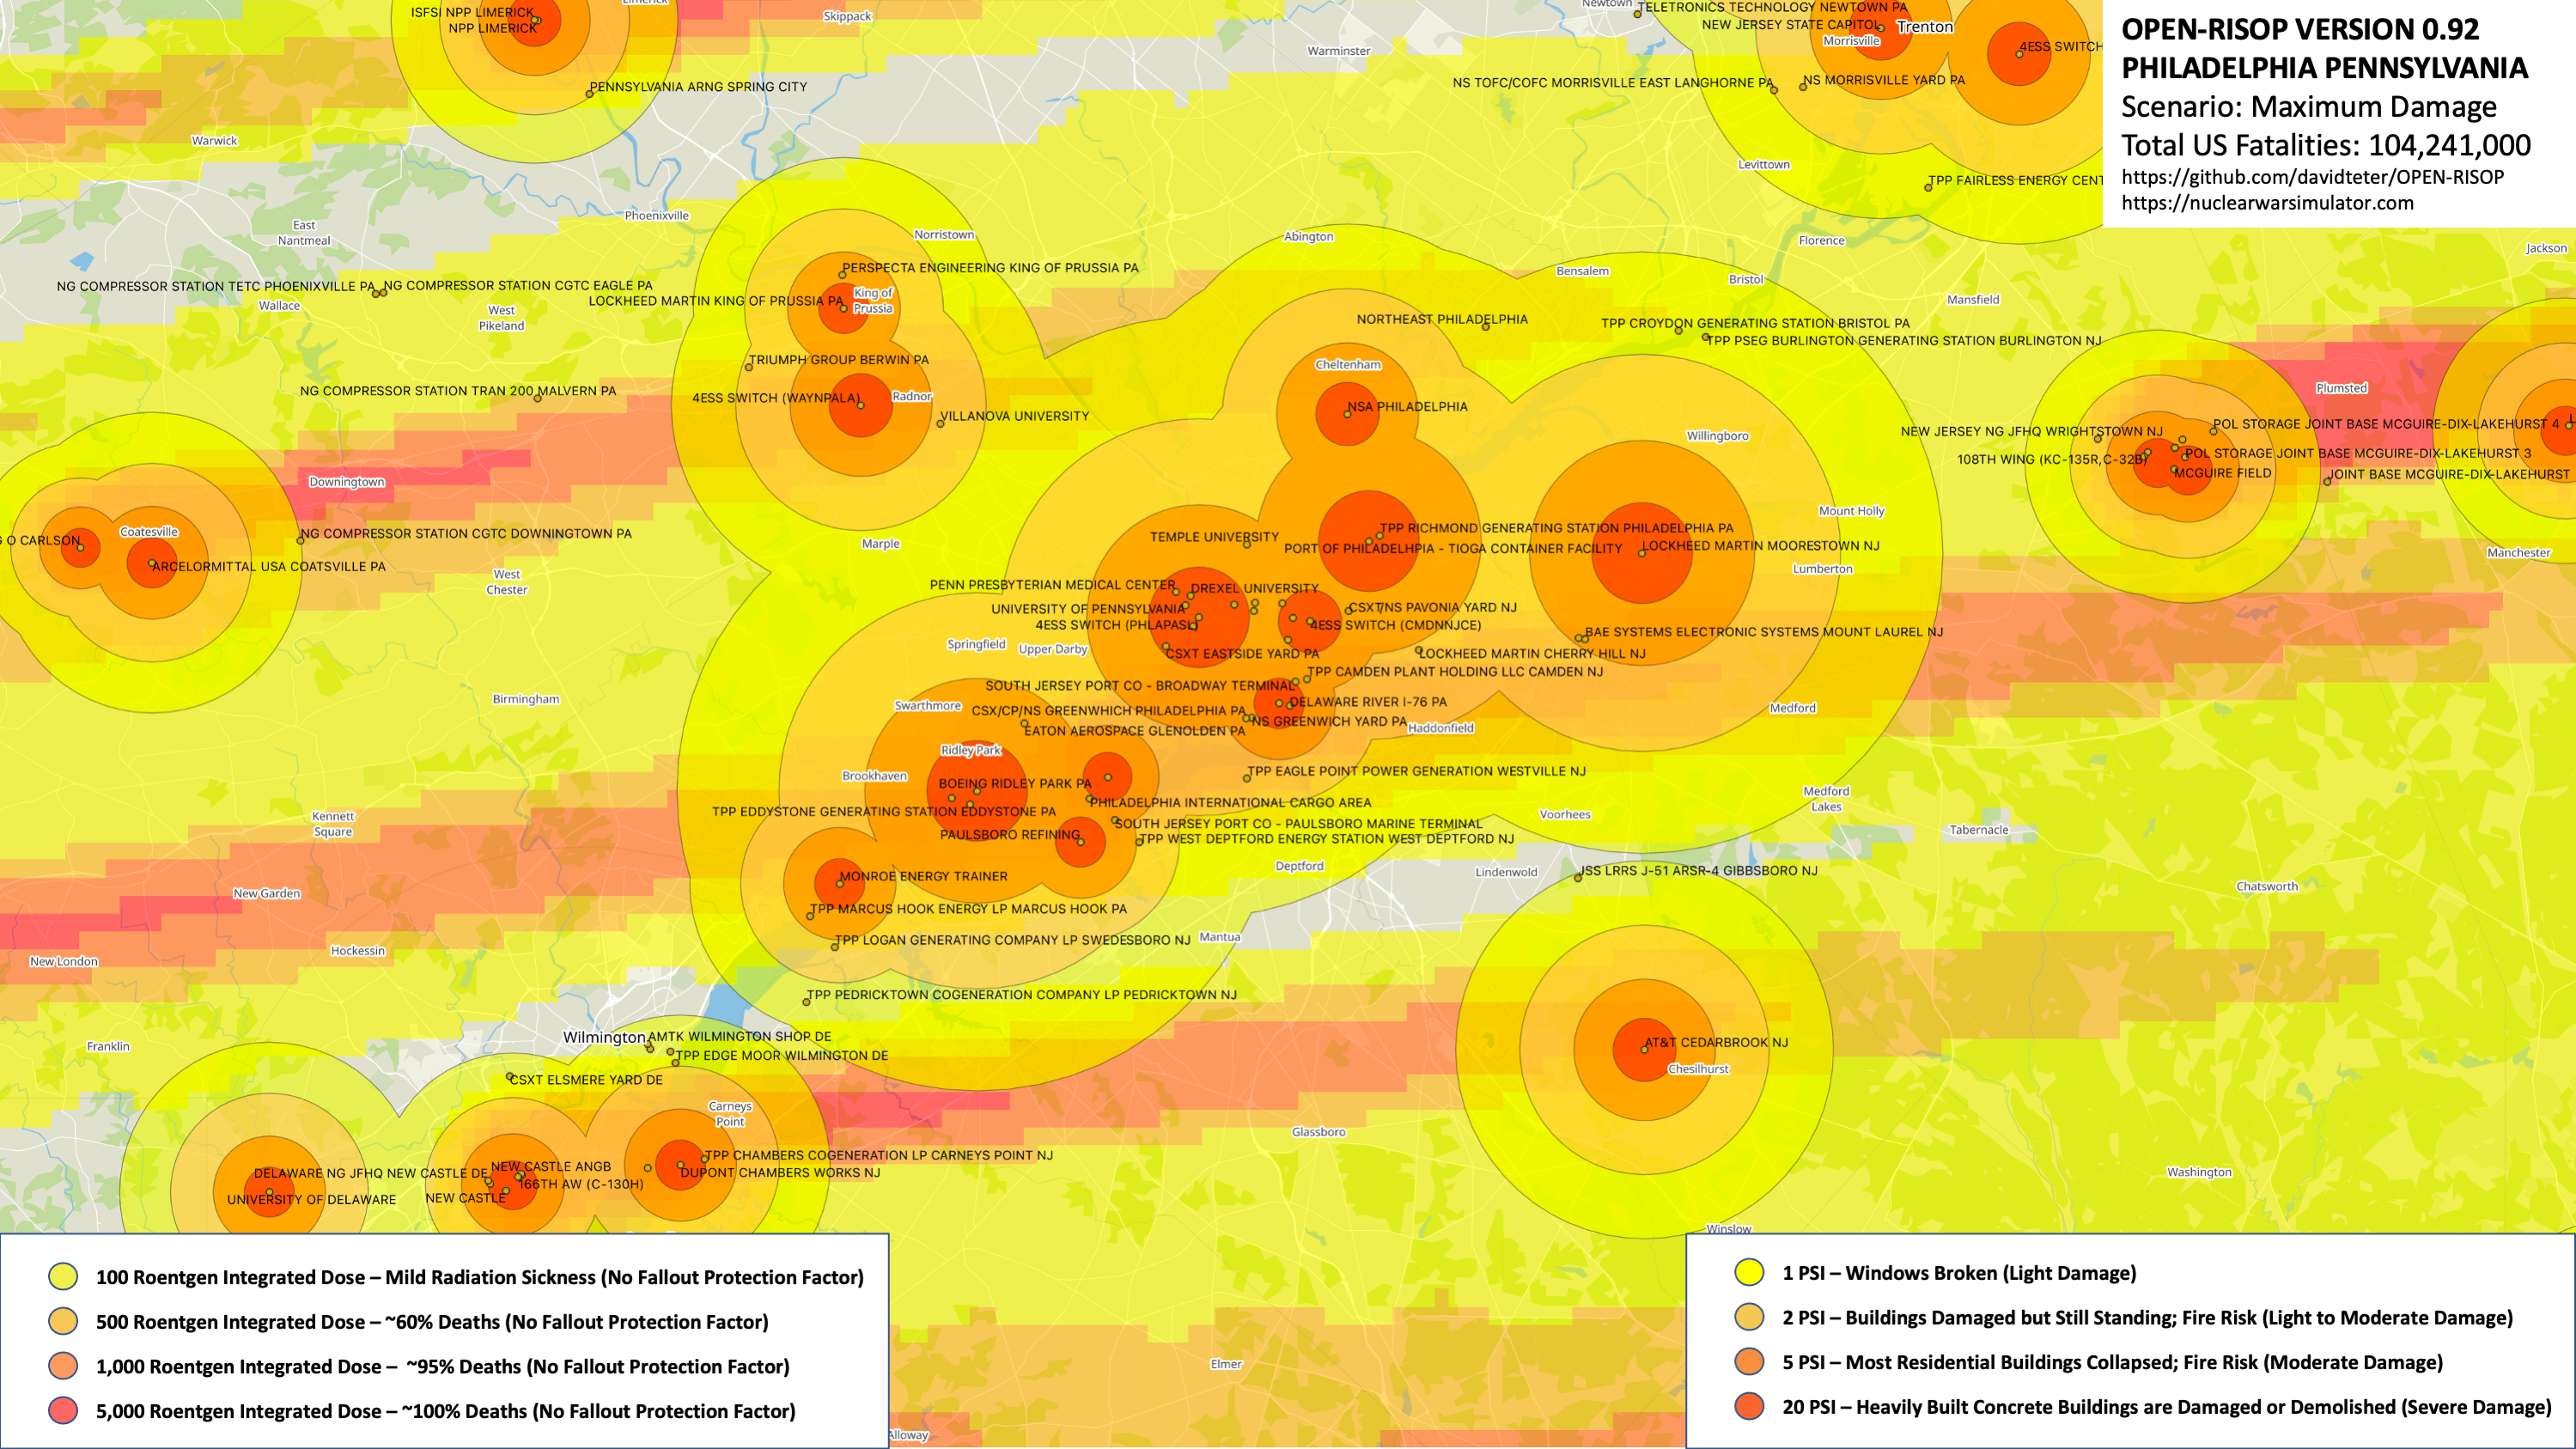 OPEN-RISOP VERSION 0.92
PHILADELPHIA PENNSYLVANIA
Scenario: Maximum Damage
Total US Fatalities: 104,241,000
https://github.com/davidteter/OPEN-RISOP
https://nuclearwarsimulator.com
Limerick
ISFSI NPP LIMERICK
NPP LIMERICK
Skippack
Newtown
TELETRONICS TECHNOLOGY NEWTOWN PA
NEW JERSEY STATE CAPITOL
Trenton
Morrisville
4ESS SWITCH
Warminster
PENNSYLVANIA ARNG SPRING CITY
NS TOFC/COFC MORRISVILLE EAST LANGHORNE PA
NS MORRISVILLE YARD PA
Warwick
Levittown
TPP FAIRLESS ENERGY CENT
Phoenixville
East
Nantmeal
Norristown
Abington
Florence
Jackson
PERSPECTA ENGINEERING KING OF PRUSSIA PA
Bensalem
Bristol
NG COMPRESSOR STATION TETC PHOENIXVILLE PA
NG COMPRESSOR STATION CGTC EAGLE PA
LOCKHEED MARTIN KING OF PRUSSIA PA
King of
Prussia
Mansfield
Wallace
West
Pikeland
NORTHEAST PHILADELPHIA
TPP CROYDON GENERATING STATION BRISTOL PA
TPP PSEG BURLINGTON GENERATING STATION BURLINGTON NJ
TRIUMPH GROUP BERWIN PA
Cheltenham
Plumsted
NG COMPRESSOR STATION TRAN 200 MALVERN PA
4ESS SWITCH (WAYNPALA)
Radnor
NSA PHILADELPHIA
VILLANOVA UNIVERSITY
POL STORAGE JOINT BASE MCGUIRE-DIX-LAKEHURST 4
L
Willingboro
NEW JERSEY NG JFHQ WRIGHTSTOWN NJ
POL STORAGE JOINT BASE MCGUIRE-DIX-LAKEHURST 3
108TH WING (KC-135R,C-32B)
MCGUIRE FIELD
JOINT BASE MCGUIRE-DIX-LAKEHURST
Downingtown
Mount Holly
Coatesville
NG COMPRESSOR STATION CGTC DOWNINGTOWN PA
TPP RICHMOND GENERATING STATION PHILADELPHIA PA
G O CARLSON
TEMPLE UNIVERSITY
Marple
PORT OF PHILADELHPIA - TIOGA CONTAINER FACILITY
LOCKHEED MARTIN MOORESTOWN NJ
Manchester
ARCELORMITTAL USA COATSVILLE PA
Lumberton
West
Chester
PENN PRESBYTERIAN MEDICAL CENTER
DREXEL UNIVERSITY
UNIVERSITY OF PENNSYLVANIA
CSXT/NS PAVONIA YARD NJ
4ESS SWITCH (PHLAPASL)
4ESS SWITCH (CMDNNJCE)
BAE SYSTEMS ELECTRONIC SYSTEMS MOUNT LAUREL NJ
Springfield
Upper Darby
CSXT EASTSIDE YARD PA
LOCKHEED MARTIN CHERRY HILL NJ
TPP CAMDEN PLANT HOLDING LLC CAMDEN NJ
SOUTH JERSEY PORT CO - BROADWAY TERMINAL
Birmingham
Swarthmore
DELAWARE RIVER I-76 PA
Medford
CSX/CP/NS GREENWHICH PHILADELPHIA PA
NS GREENWICH YARD PA
EATON AEROSPACE GLENOLDEN PA
Haddonfield
Ridley Park
Brookhaven
TPP EAGLE POINT POWER GENERATION WESTVILLE NJ
BOEING RIDLEY PARK PA
Medford
Lakes
PHILADELPHIA INTERNATIONAL CARGO AREA
TPP EDDYSTONE GENERATING STATION EDDYSTONE PA
Kennett
Square
SOUTH JERSEY PORT CO - PAULSBORO MARINE TERMINAL
Voorhees
Tabernacle
PAULSBORO REFINING
TPP WEST DEPTFORD ENERGY STATION WEST DEPTFORD NJ
Deptford
Lindenwold
JSS LRRS J-51 ARSR-4 GIBBSBORO NJ
MONROE ENERGY TRAINER
Chatsworth
New Garden
TPP MARCUS HOOK ENERGY LP MARCUS HOOK PA
Mantua
TPP LOGAN GENERATING COMPANY LP SWEDESBORO NJ
Hockessin
New London
TPP PEDRICKTOWN COGENERATION COMPANY LP PEDRICKTOWN NJ
Wilmington
AMTK WILMINGTON SHOP DE
Franklin
TPP EDGE MOOR WILMINGTON DE
AT&T CEDARBROOK NJ
Chesilhurst
CSXT ELSMERE YARD DE
Carneys
Point
Glassboro
TPP CHAMBERS COGENERATION LP CARNEYS POINT NJ
DELAWARE NG JFHQ NEW CASTLE DE
NEW CASTLE ANGB
DUPONT CHAMBERS WORKS NJ
Washington
166TH AW (C-130H)
UNIVERSITY OF DELAWARE
NEW CASTLE
Winslow
100 Roentgen Integrated Dose – Mild Radiation Sickness (No Fallout Protection Factor)
500 Roentgen Integrated Dose – ~60% Deaths (No Fallout Protection Factor)
1,000 Roentgen Integrated Dose – ~95% Deaths (No Fallout Protection Factor)
5,000 Roentgen Integrated Dose – ~100% Deaths (No Fallout Protection Factor)
Elmer
Alloway
1 PSI – Windows Broken (Light Damage)
2 PSI – Buildings Damaged but Still Standing; Fire Risk (Light to Moderate Damage)
5 PSI – Most Residential Buildings Collapsed; Fire Risk (Moderate Damage)
20 PSI – Heavily Built Concrete Buildings are Damaged or Demolished (Severe Damage)